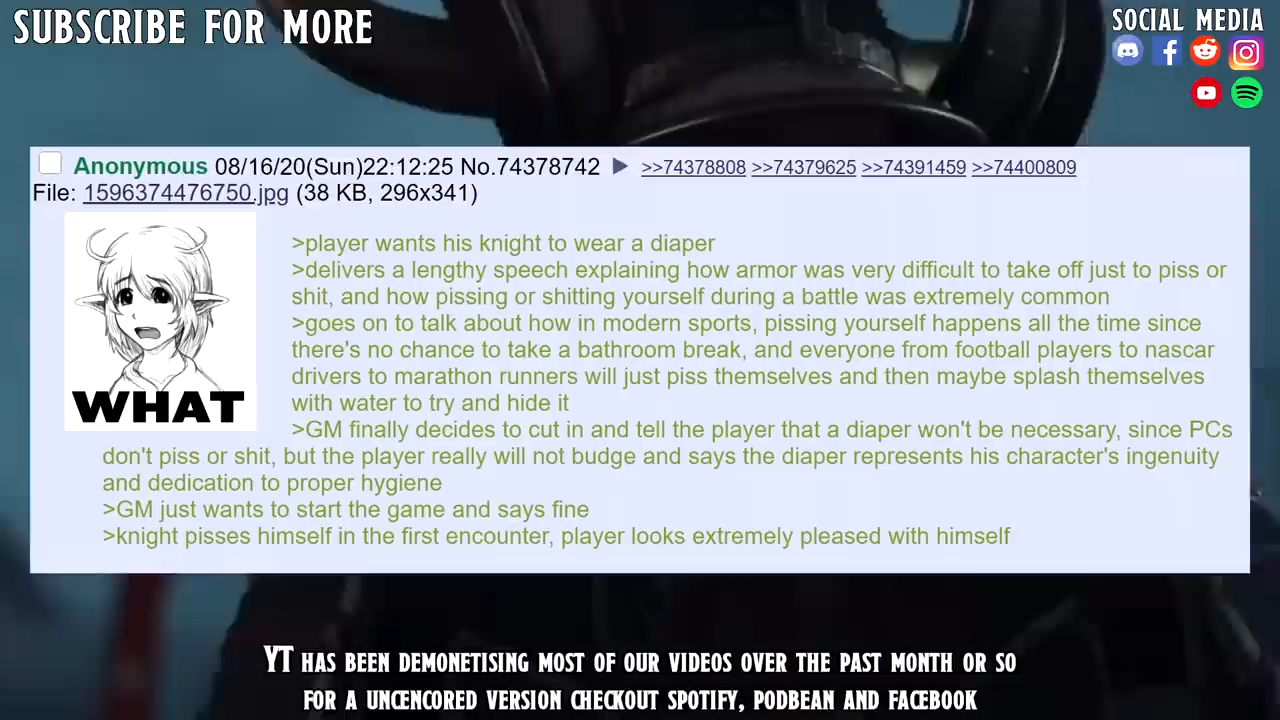 SUBSCRIBE FOR MORE
SOCIAL MEDIA
Anonymous 08/16/20(Sun)22:12:25 No.74378742 ▶ >>74378808 >>74379625 >>74391459 >>74400809
File: 1596374476750.jpg (38 KB, 296x341)
WHAT
>player wants his knight to wear a diaper
>delivers a lengthy speech explaining how armor was very difficult to take off just to piss or
shit, and how pissing or shitting yourself during a battle was extremely common
>goes on to talk about how in modern sports, pissing yourself happens all the time since
there's no chance to take a bathroom break, and everyone from football players to nascar
drivers to marathon runners will just piss themselves and then maybe splash themselves
with water to try and hide it
>GM finally decides to cut in and tell the player that a diaper won't be necessary, since PCs
don't piss or shit, but the player really will not budge and says the diaper represents his character's ingenuity
and dedication to proper hygiene
>GM just wants to start the game and says fine
>knight pisses himself in the first encounter, player looks extremely pleased with himself
YT HAS BEEN DEMONETISING MOST OF OUR VIDEOS OVER THE PAST MONTH OR SO
FOR A UNCENCORED VERSION CHECKOUT SPOTIFY, PODBEAN AND FACEBOOK